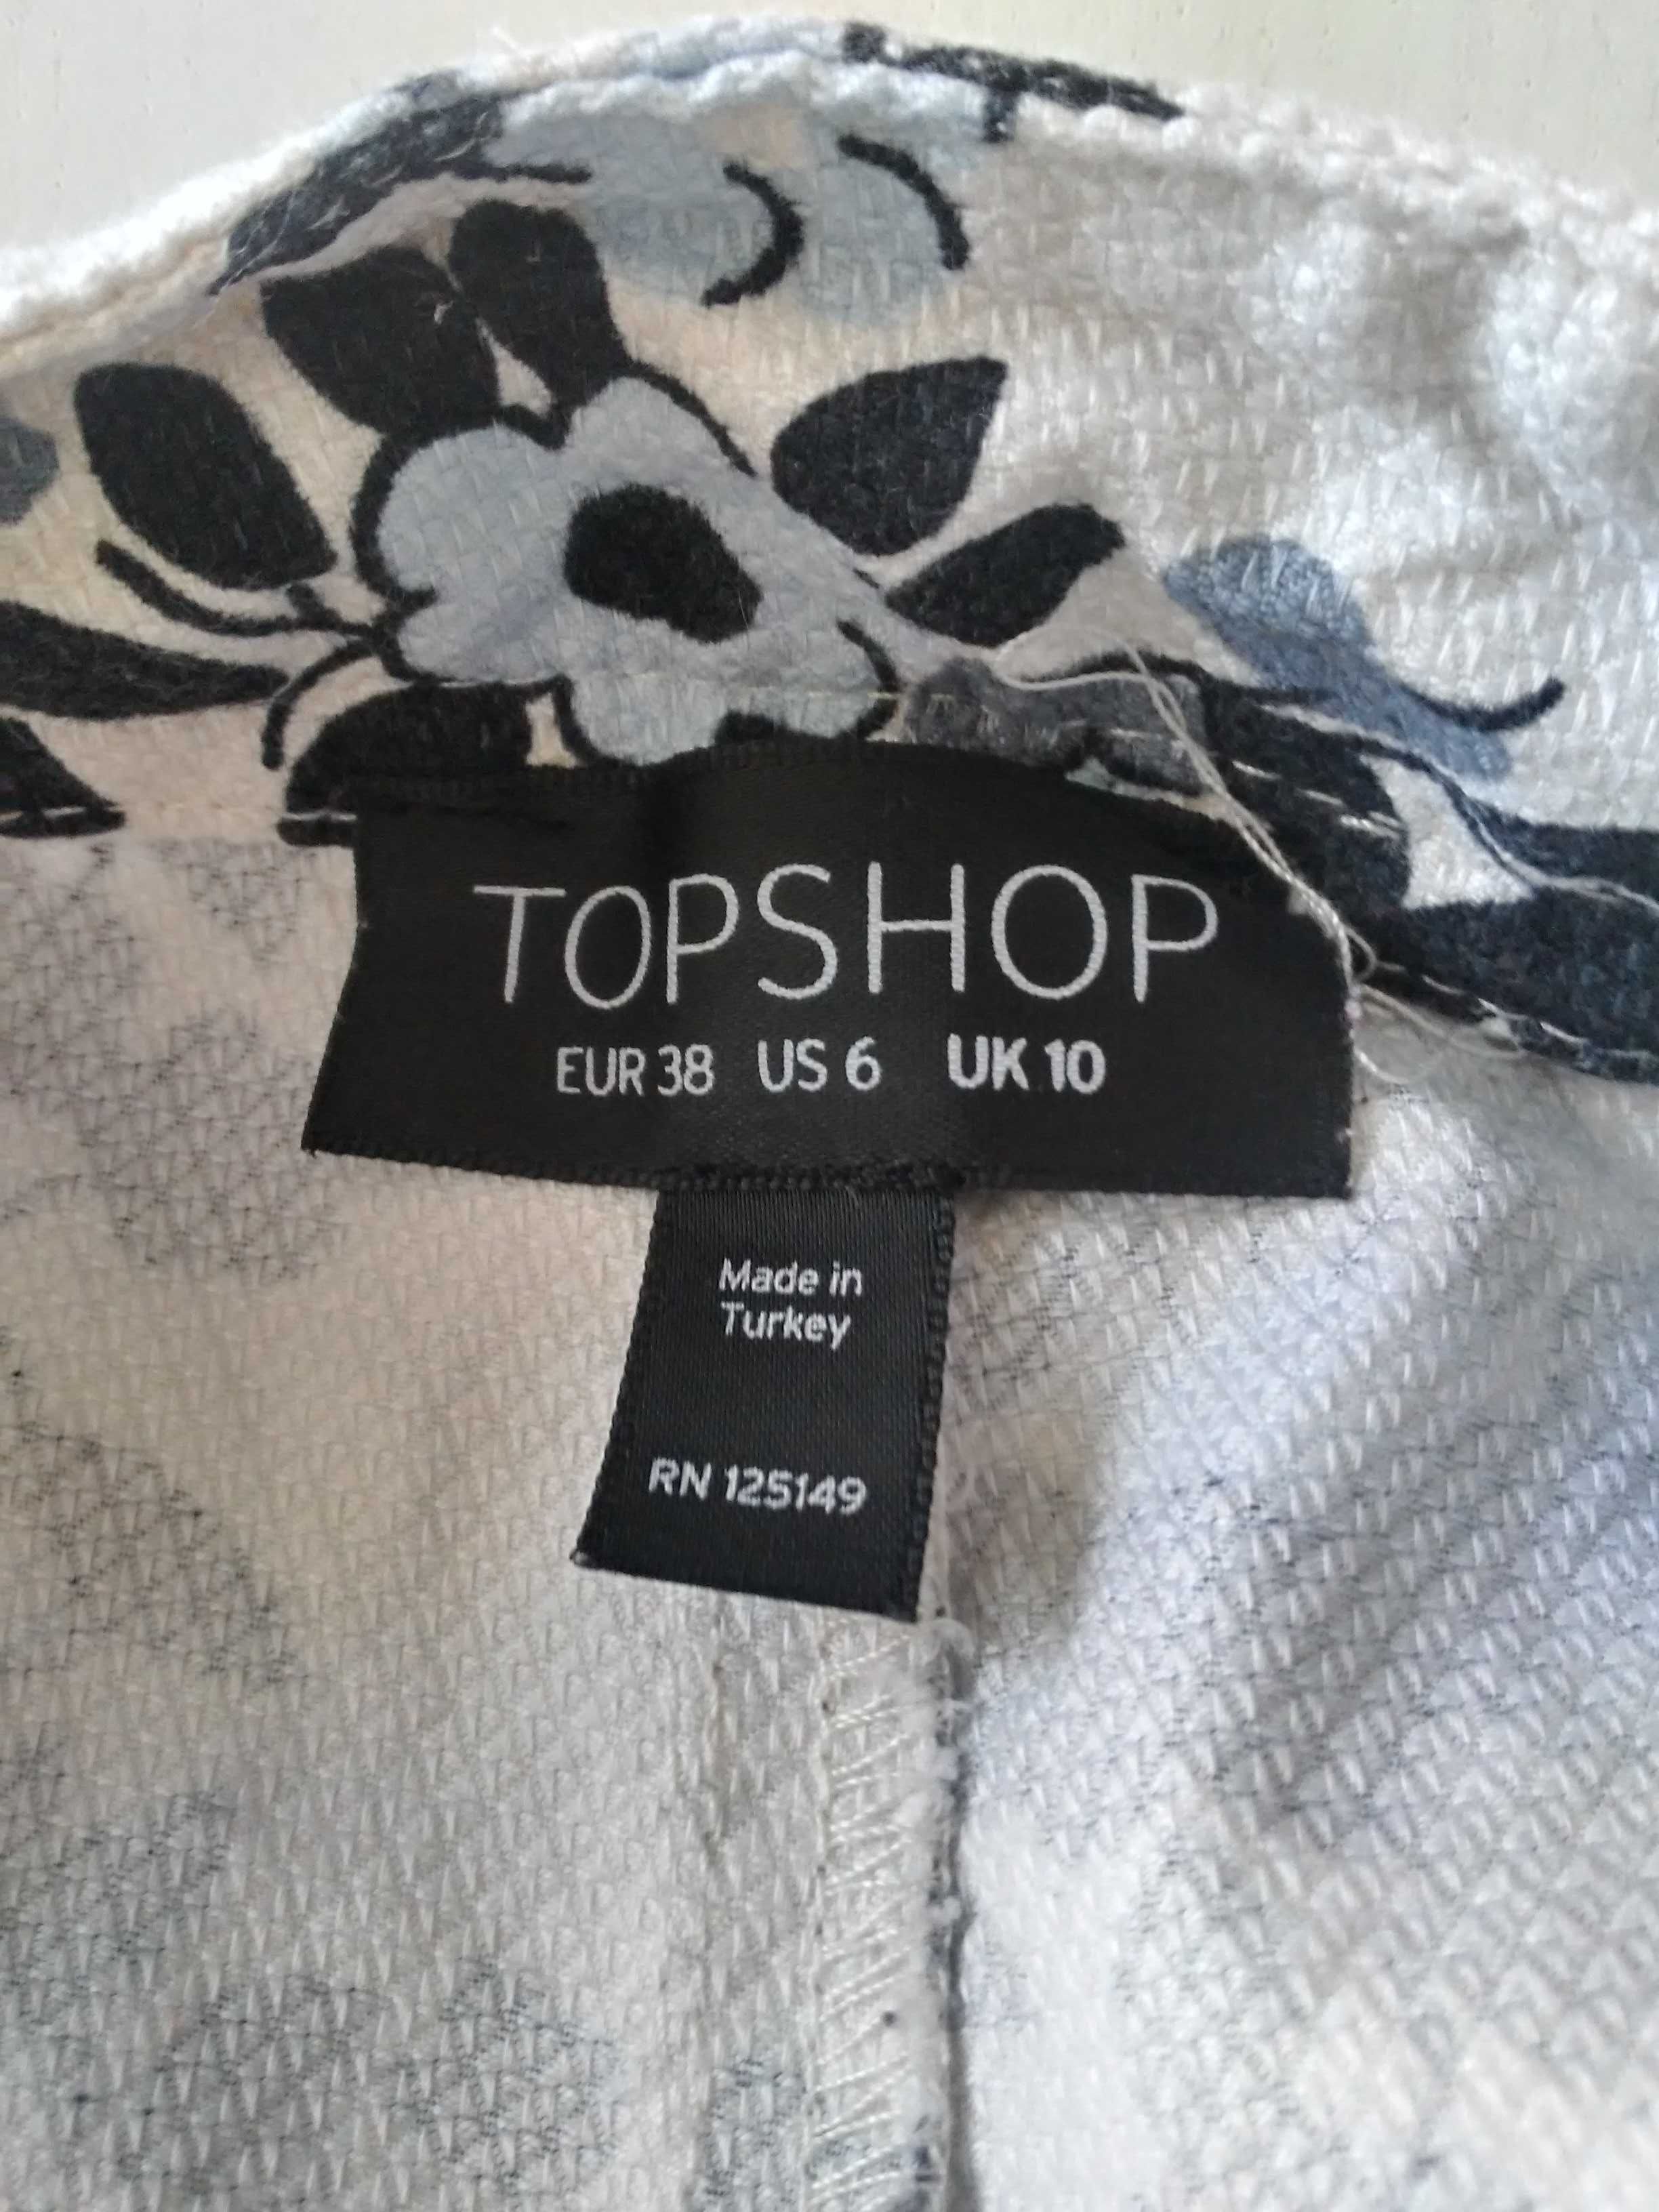 TOPSHOP
EUR 38 US 6 UK 10
Made in
Turkey
RN 125149